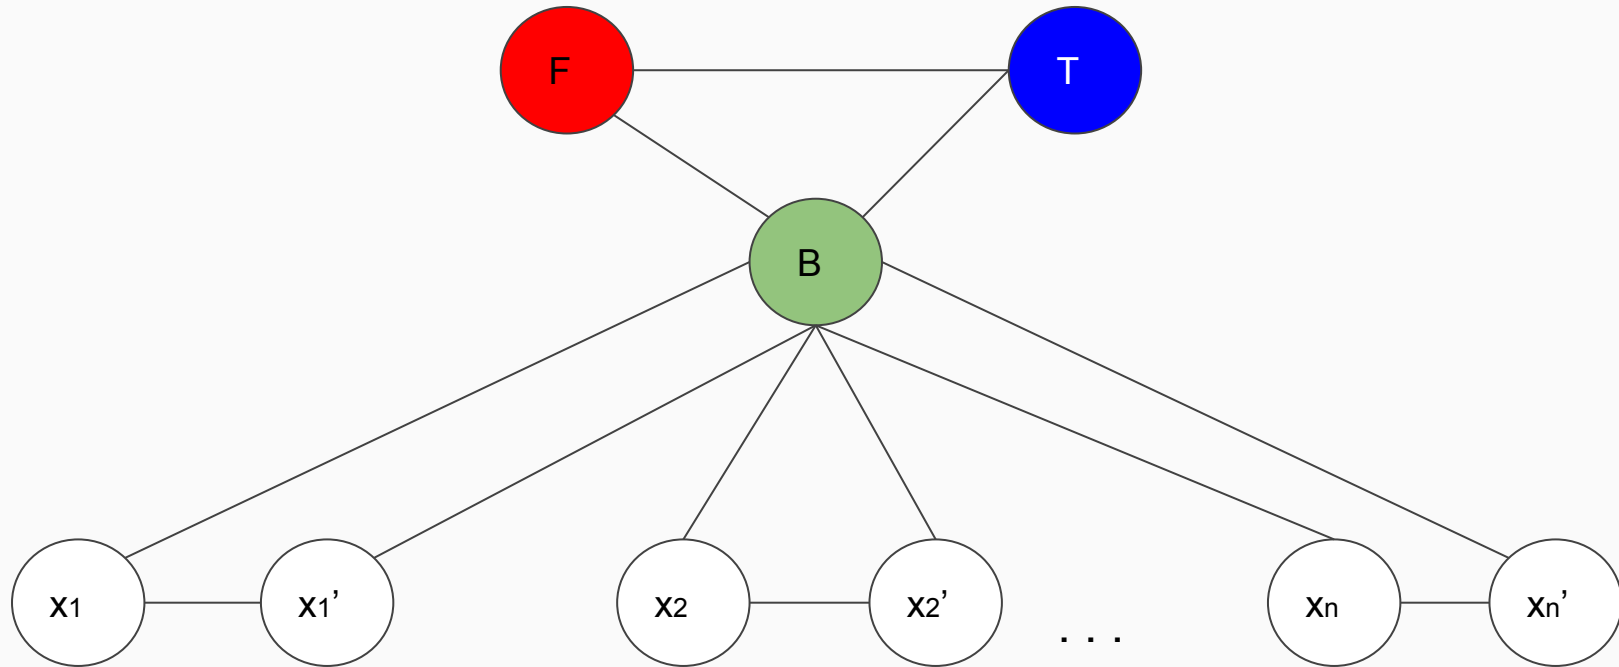 F T
B
x1 x1’ x2 x2’ . . . xn xn’